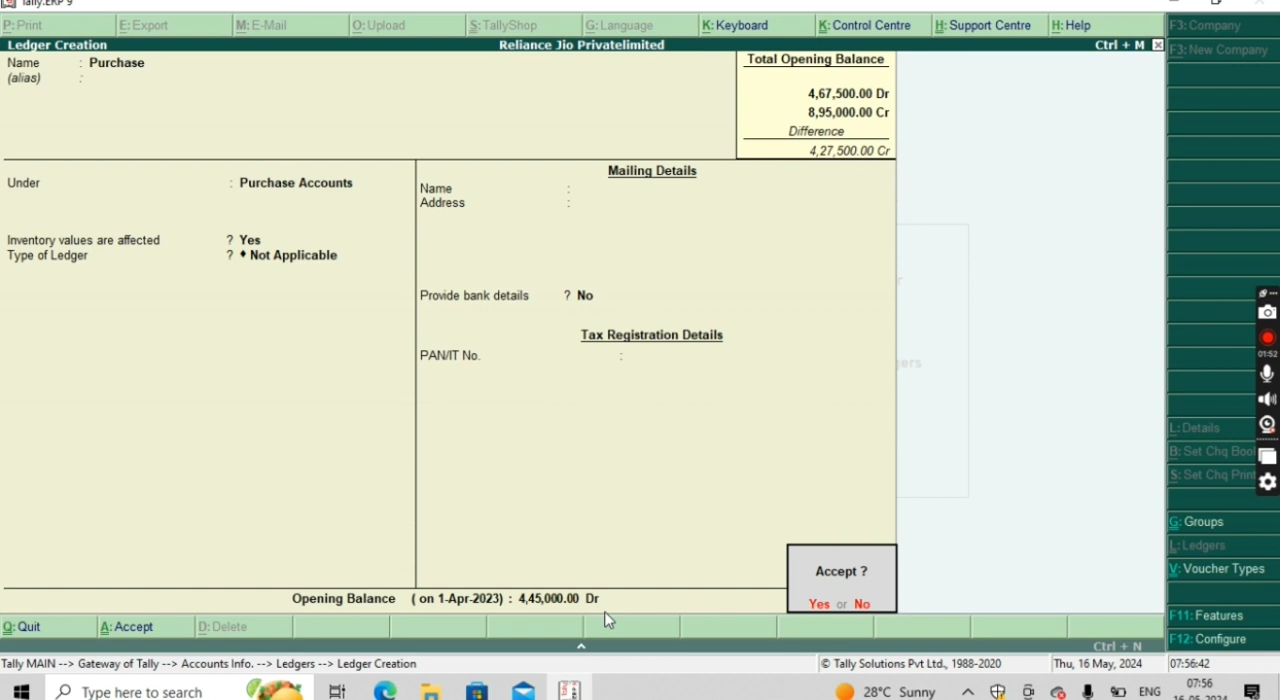 Tally.ERP 9
P: Print E: Export M: E-Mail O: Upload S: TallyShop G: Language K: Keyboard K: Control Centre H: Support Centre H: Help F3: Company
Ledger Creation Reliance Jio Privatelimited Ctrl + M
F3: New Company
Name : Purchase
(alias) :
Total Opening Balance
4,67,500.00 Dr
8,95,000.00 Cr
Difference
4,27,500.00 Cr
Under : Purchase Accounts
Inventory values are affected ? Yes
Type of Ledger ? ♦ Not Applicable
Mailing Details
Name :
Address :
Provide bank details ? No
Tax Registration Details
PAN/IT No. :
01:52
L: Details
B: Set Chq Bool
S: Set Chq Print
G: Groups
L: Ledgers
V: Voucher Types
F11: Features
F12: Configure
Accept ?
Yes or No
Opening Balance ( on 1-Apr-2023) : 4,45,000.00 Dr
Q: Quit A: Accept D: Delete
Ctrl + N
Tally MAIN --> Gateway of Tally --> Accounts Info. --> Ledgers --> Ledger Creation © Tally Solutions Pvt Ltd., 1988-2020 Thu, 16 May, 2024 07:56:42
Type here to search 28°C Sunny ENG 07:56
16-05-2024